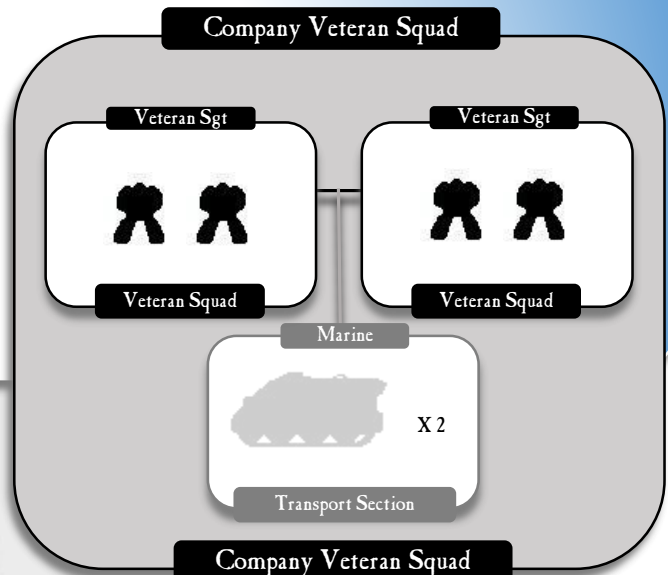 Company Veteran Squad
Veteran Sgt
Veteran Sgt
Veteran Squad
Veteran Squad
Marine
X 2
Transport Section
Company Veteran Squad